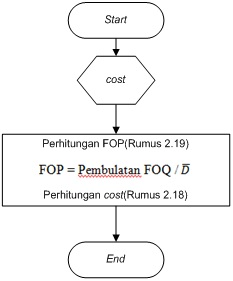 Start
cost
Perhitungan FOP(Rumus 2.19)
FOP = Pembulatan FOQ / D̅
Perhitungan cost(Rumus 2.18)
End